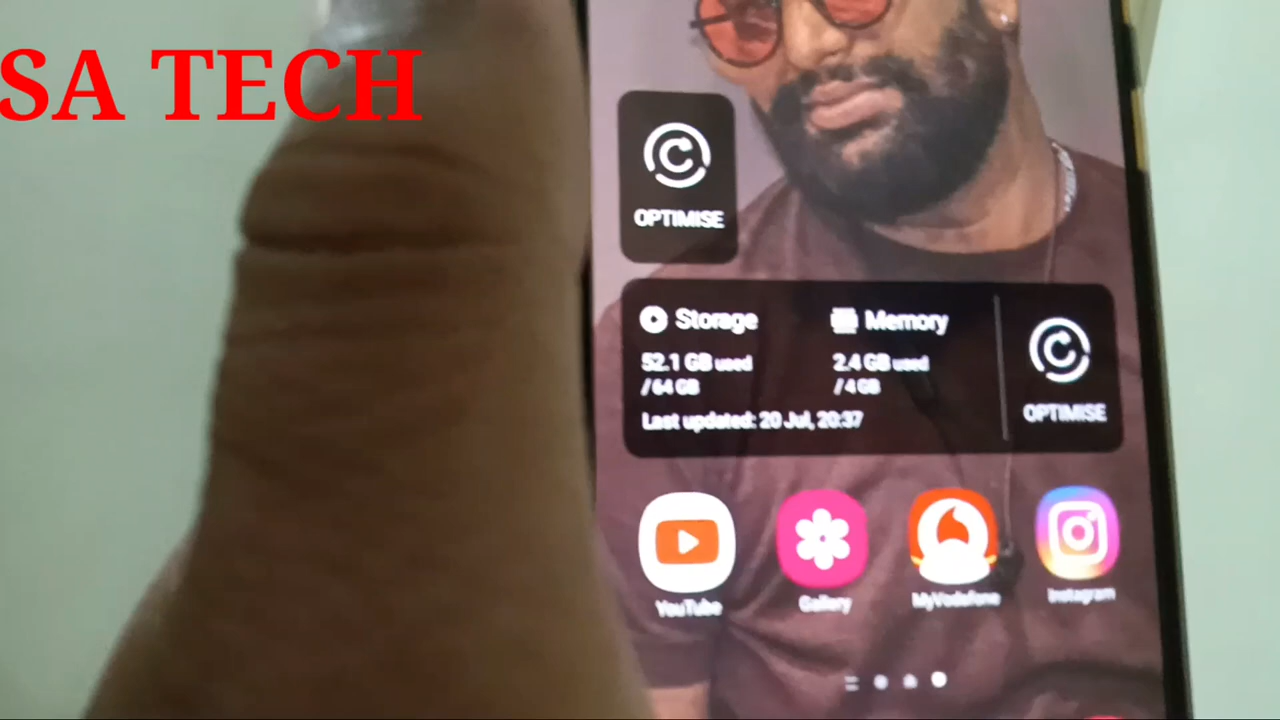 SA TECH
OPTIMISE
Storage
Memory
52.1 GB used
/64 GB
2.4 GB used
/4 GB
Last updated: 20 Jul, 20:37
OPTIMISE
YouTube
Gallery
MyVodafone
Instagram